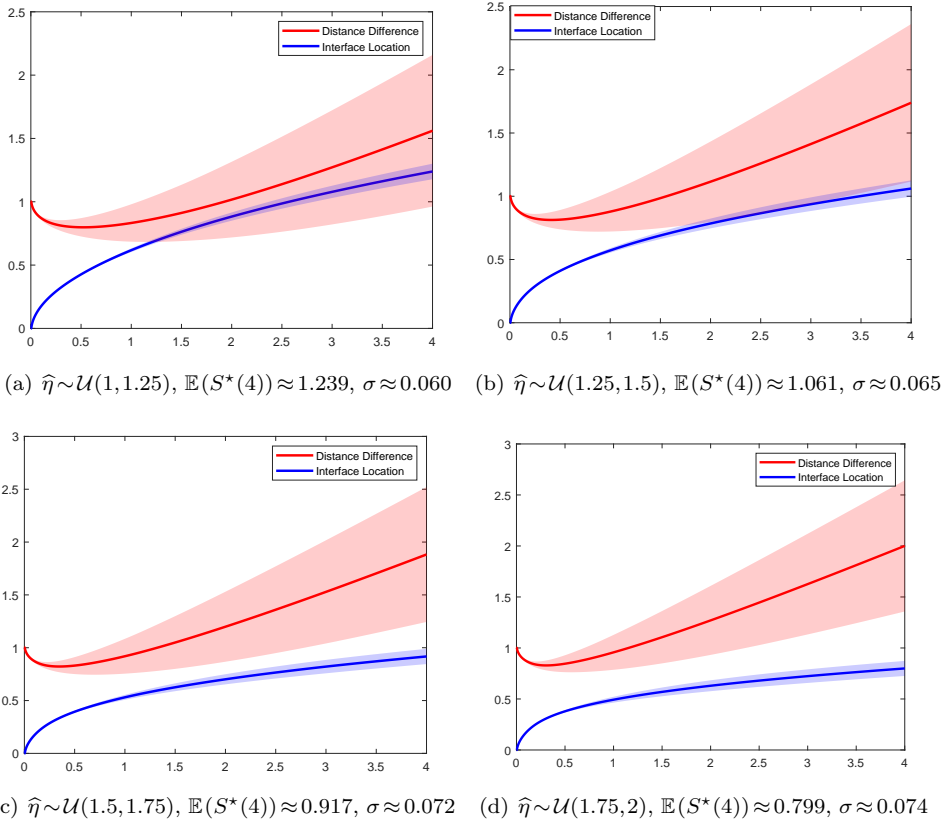 2.5
2
1.5
1
0.5
0
Distance Difference
Interface Location
0 0.5 1 1.5 2 2.5 3 3.5 4
2.5
2
1.5
1
0.5
0
Distance Difference
Interface Location
0 0.5 1 1.5 2 2.5 3 3.5 4
(a) η̂∼𝒰(1,1.25), 𝔼(S⋆(4))≈1.239, σ≈0.060
(b) η̂∼𝒰(1.25,1.5), 𝔼(S⋆(4))≈1.061, σ≈0.065
3
2.5
2
1.5
1
0.5
0
Distance Difference
Interface Location
0 0.5 1 1.5 2 2.5 3 3.5 4
3
2.5
2
1.5
1
0.5
0
Distance Difference
Interface Location
0 0.5 1 1.5 2 2.5 3 3.5 4
c) η̂∼𝒰(1.5,1.75), 𝔼(S⋆(4))≈0.917, σ≈0.072
(d) η̂∼𝒰(1.75,2), 𝔼(S⋆(4))≈0.799, σ≈0.074